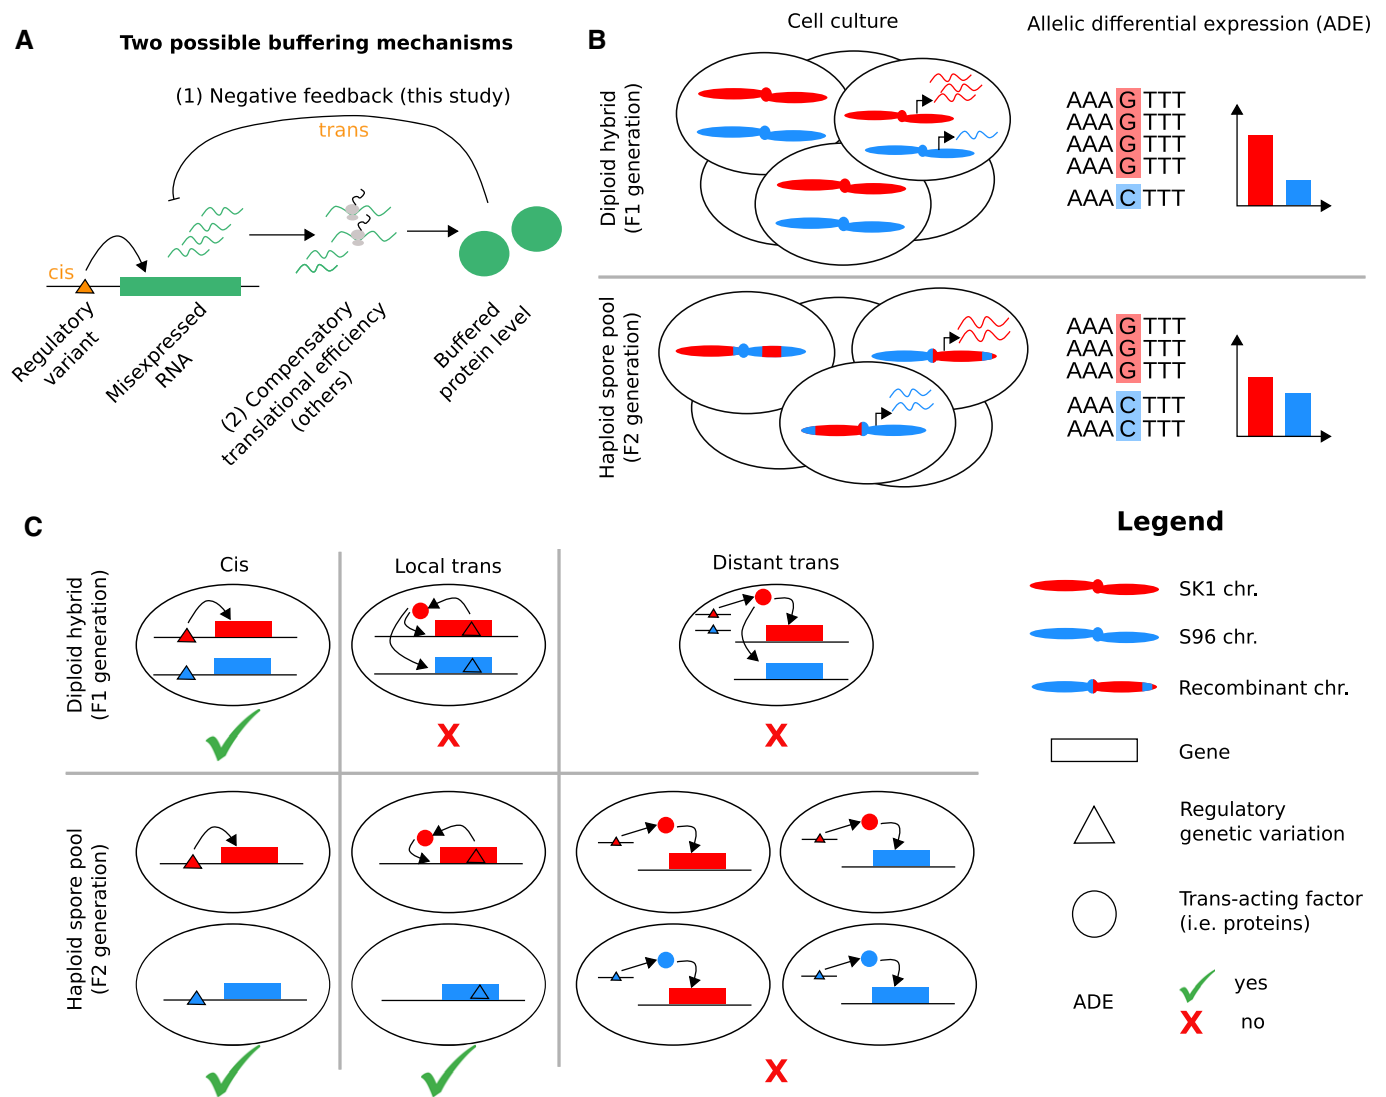 A
Two possible buffering mechanisms
(1) Negative feedback (this study)
trans
cis
Regulatory
variant
Misexpressed
RNA
(2) Compensatory
translational efficiency
(others)
Buffered
protein level
B
Cell culture
Allelic differential expression (ADE)
Diploid hybrid
(F1 generation)
AAA G TTT
AAA G TTT
AAA G TTT
AAA G TTT
AAA C TTT
Haploid spore pool
(F2 generation)
AAA G TTT
AAA G TTT
AAA G TTT
AAA C TTT
AAA C TTT
C
Cis
Local trans
Distant trans
Diploid hybrid
(F1 generation)
X
X
Haploid spore pool
(F2 generation)
X
Legend
SK1 chr.
S96 chr.
Recombinant chr.
Gene
Regulatory
genetic variation
Trans-acting factor
(i.e. proteins)
ADE
yes
X no